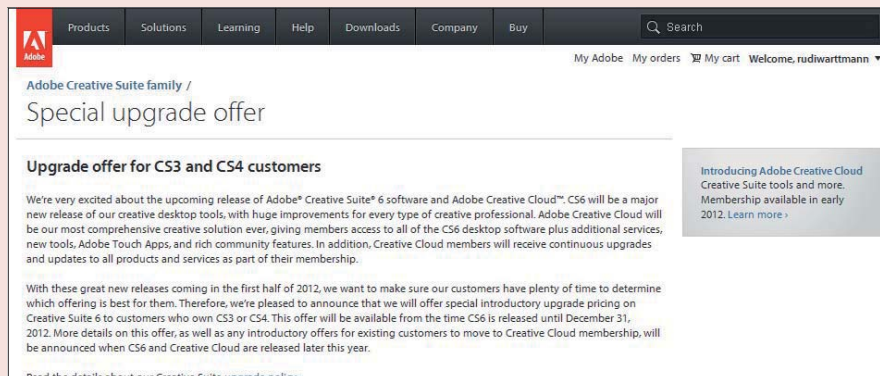 Products Solutions Learning Help Downloads Company Buy Search
Adobe
My Adobe My orders My cart Welcome, rudiwarttmann
Adobe Creative Suite family /
Special upgrade offer
Upgrade offer for CS3 and CS4 customers
We're very excited about the upcoming release of Adobe® Creative Suite® 6 software and Adobe Creative Cloud™. CS6 will be a major
new release of our creative desktop tools, with huge improvements for every type of creative professional. Adobe Creative Cloud will
be our most comprehensive creative solution ever, giving members access to all of the CS6 desktop software plus additional services,
new tools, Adobe Touch Apps, and rich community features. In addition, Creative Cloud members will receive continuous upgrades
and updates to all products and services as part of their membership.
With these great new releases coming in the first half of 2012, we want to make sure our customers have plenty of time to determine
which offering is best for them. Therefore, we're pleased to announce that we will offer special introductory upgrade pricing on
Creative Suite 6 to customers who own CS3 or CS4. This offer will be available from the time CS6 is released until December 31,
2012. More details on this offer, as well as any introductory offers for existing customers to move to Creative Cloud membership, will
be announced when CS6 and Creative Cloud are released later this year.
Read the details about our Creative Suite upgrade policy
Introducing Adobe Creative Cloud
Creative Suite tools and more.
Membership available in early
2012. Learn more ›